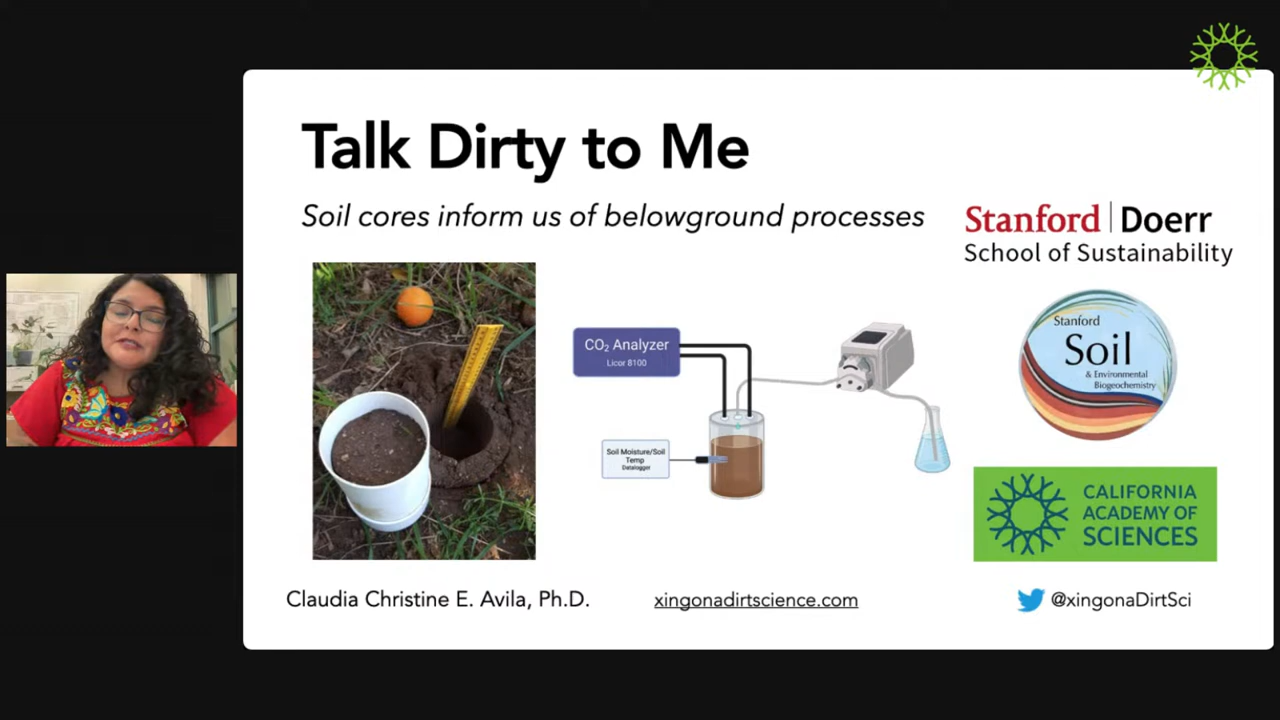 Talk Dirty to Me
Soil cores inform us of belowground processes
Stanford | Doerr
School of Sustainability
CO₂ Analyzer
Licor 8100
Soil Moisture/Soil
Temp
Datalogger
Stanford
Soil
& Environmental
Biogeochemistry
CALIFORNIA
ACADEMY OF
SCIENCES
Claudia Christine E. Avila, Ph.D.
xingonadirtscience.com
@xingonaDirtSci